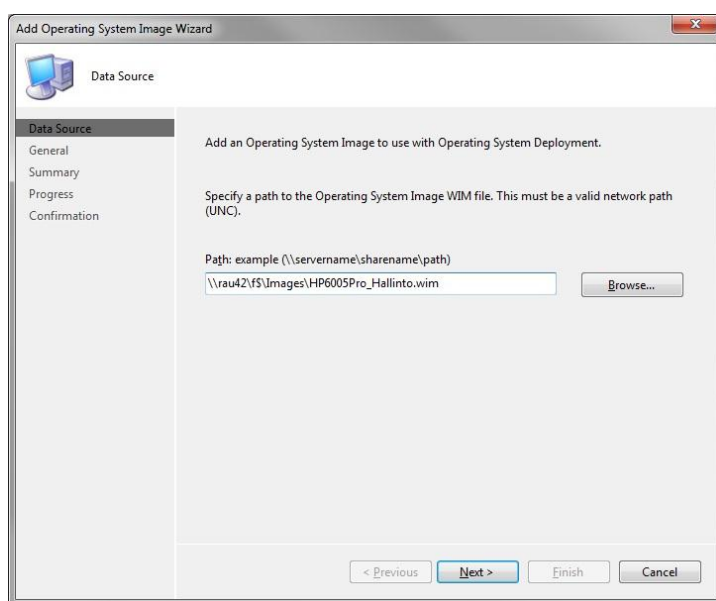 Add Operating System Image Wizard
Data Source
Data Source
General
Summary
Progress
Confirmation
Add an Operating System Image to use with Operating System Deployment.
Specify a path to the Operating System Image WIM file. This must be a valid network path
(UNC).
Path: example (\\servername\sharename\path)
\\rau42\f$\Images\HP6005Pro_Hallinto.wim
Browse...
< Previous
Next >
Finish
Cancel